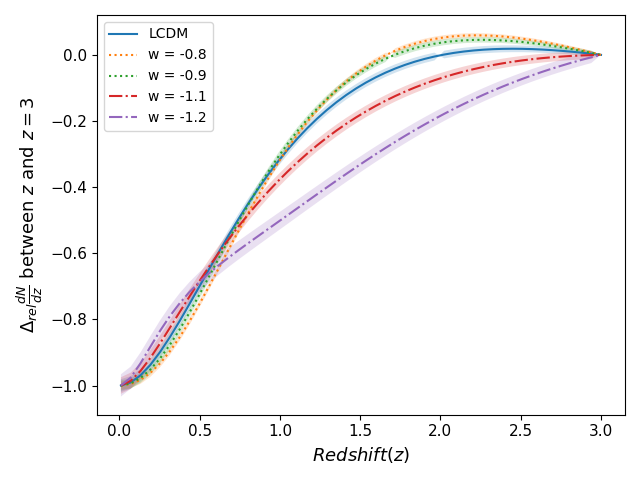 LCDM
w = -0.8
w = -0.9
w = -1.1
w = -1.2
0.0
−0.2
−0.4
−0.6
−0.8
−1.0
Δrel dN/dz between z and z = 3
0.0 0.5 1.0 1.5 2.0 2.5 3.0
Redshift(z)